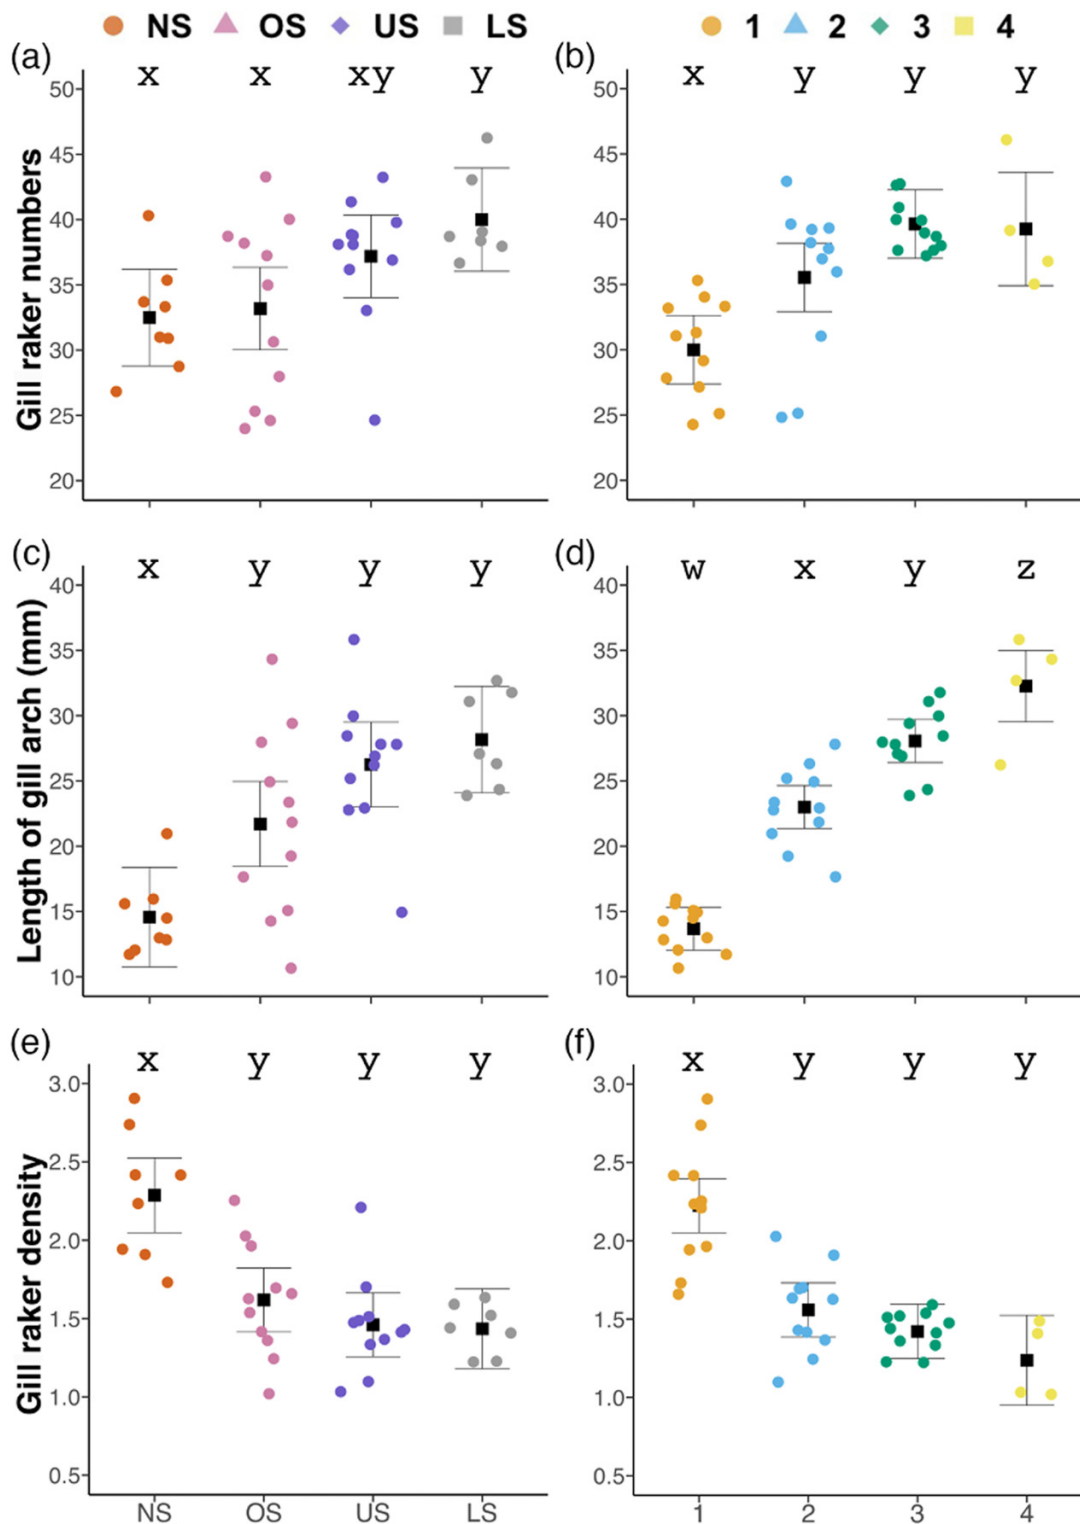 NS OS US LS 1 2 3 4
(a) (b)
x x xy y x y y y
Gill raker numbers
50 45 40 35 30 25 20
50 45 40 35 30 25 20
(c) (d)
x y y y w x y z
Length of gill arch (mm)
40 35 30 25 20 15 10
40 35 30 25 20 15 10
(e) (f)
x y y y x y y y
Gill raker density
3.0 2.5 2.0 1.5 1.0 0.5
3.0 2.5 2.0 1.5 1.0 0.5
NS OS US LS 1 2 3 4